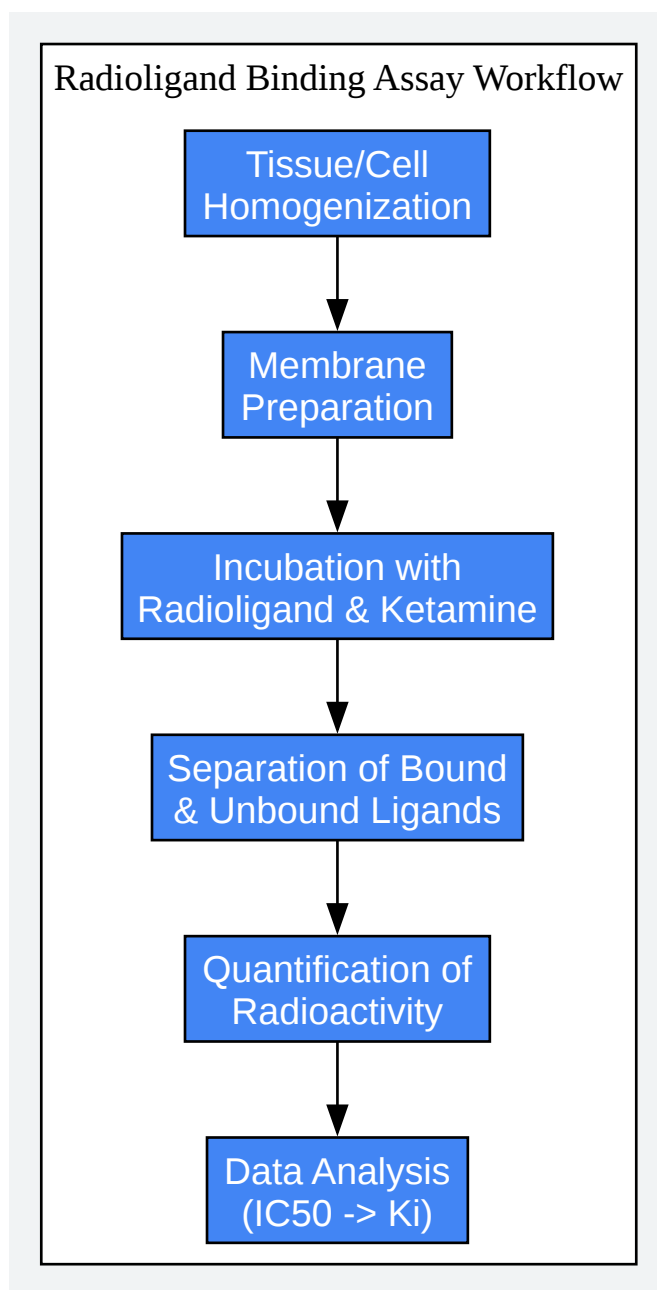 Radioligand Binding Assay Workflow
Tissue/Cell
Homogenization
Membrane
Preparation
Incubation with
Radioligand & Ketamine
Separation of Bound
& Unbound Ligands
Quantification of
Radioactivity
Data Analysis
(IC50 -> Ki)